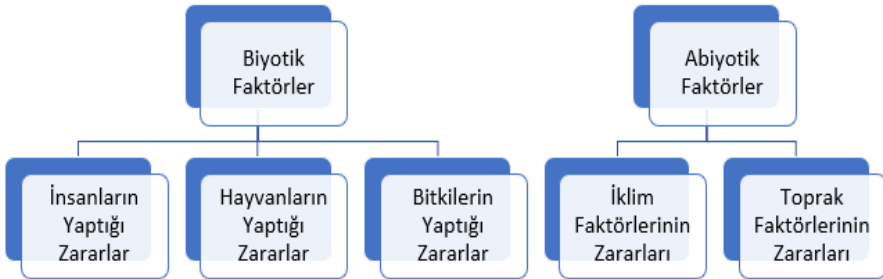 Biyotik
Faktörler
Abiyotik
Faktörler
İnsanların
Yaptığı
Zararlar
Hayvanların
Yaptığı
Zararlar
Bitkilerin
Yaptığı
Zararlar
İklim
Faktörlerinin
Zararları
Toprak
Faktörlerinin
Zararları